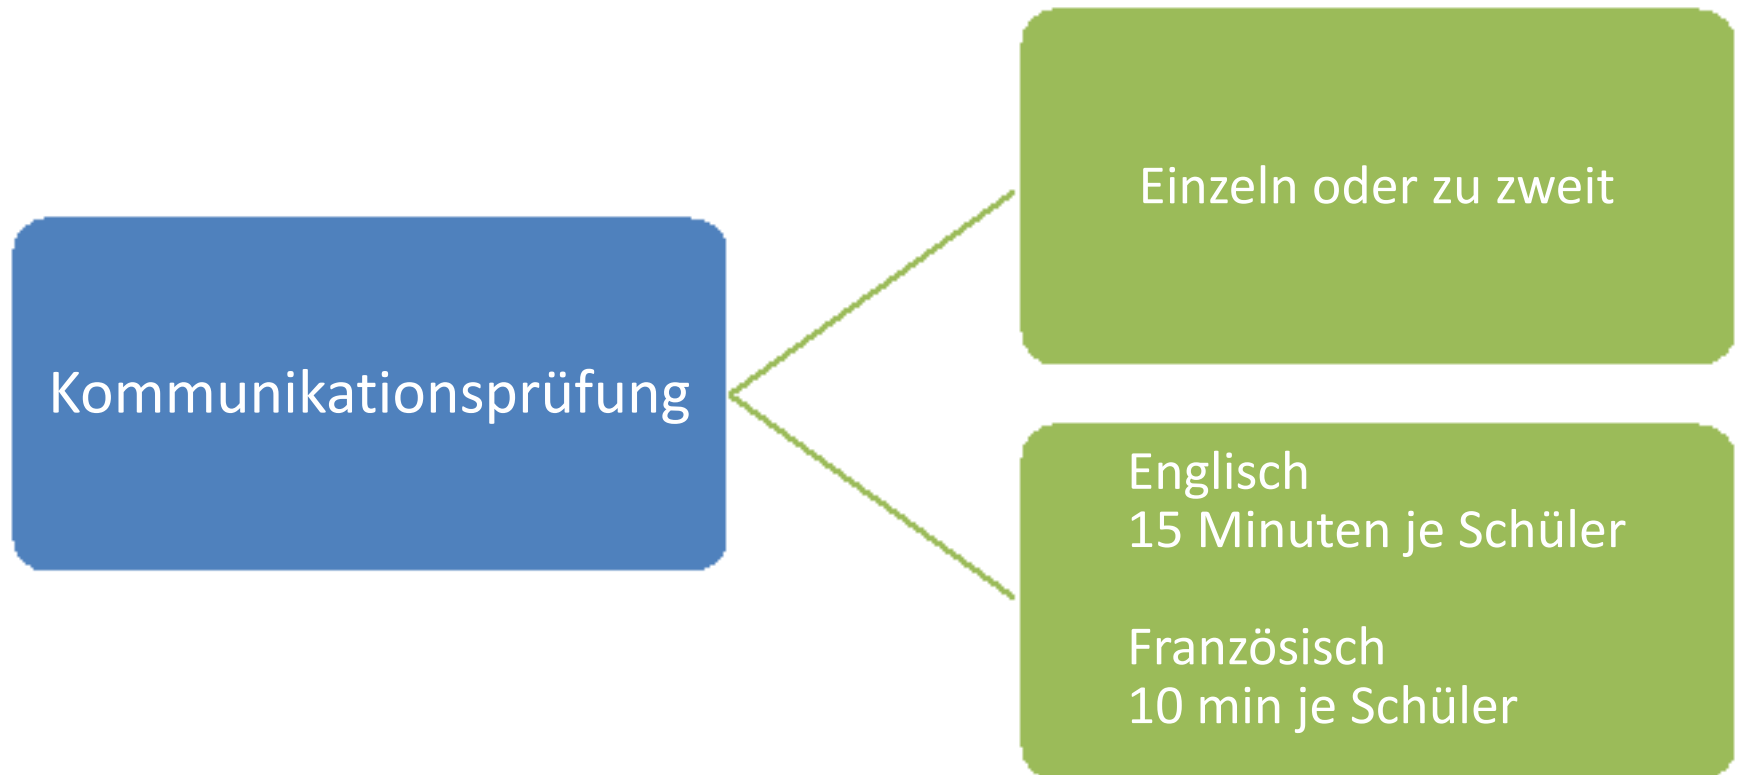 Kommunikationsprüfung
Einzeln oder zu zweit
Englisch
15 Minuten je Schüler
Französisch
10 min je Schüler